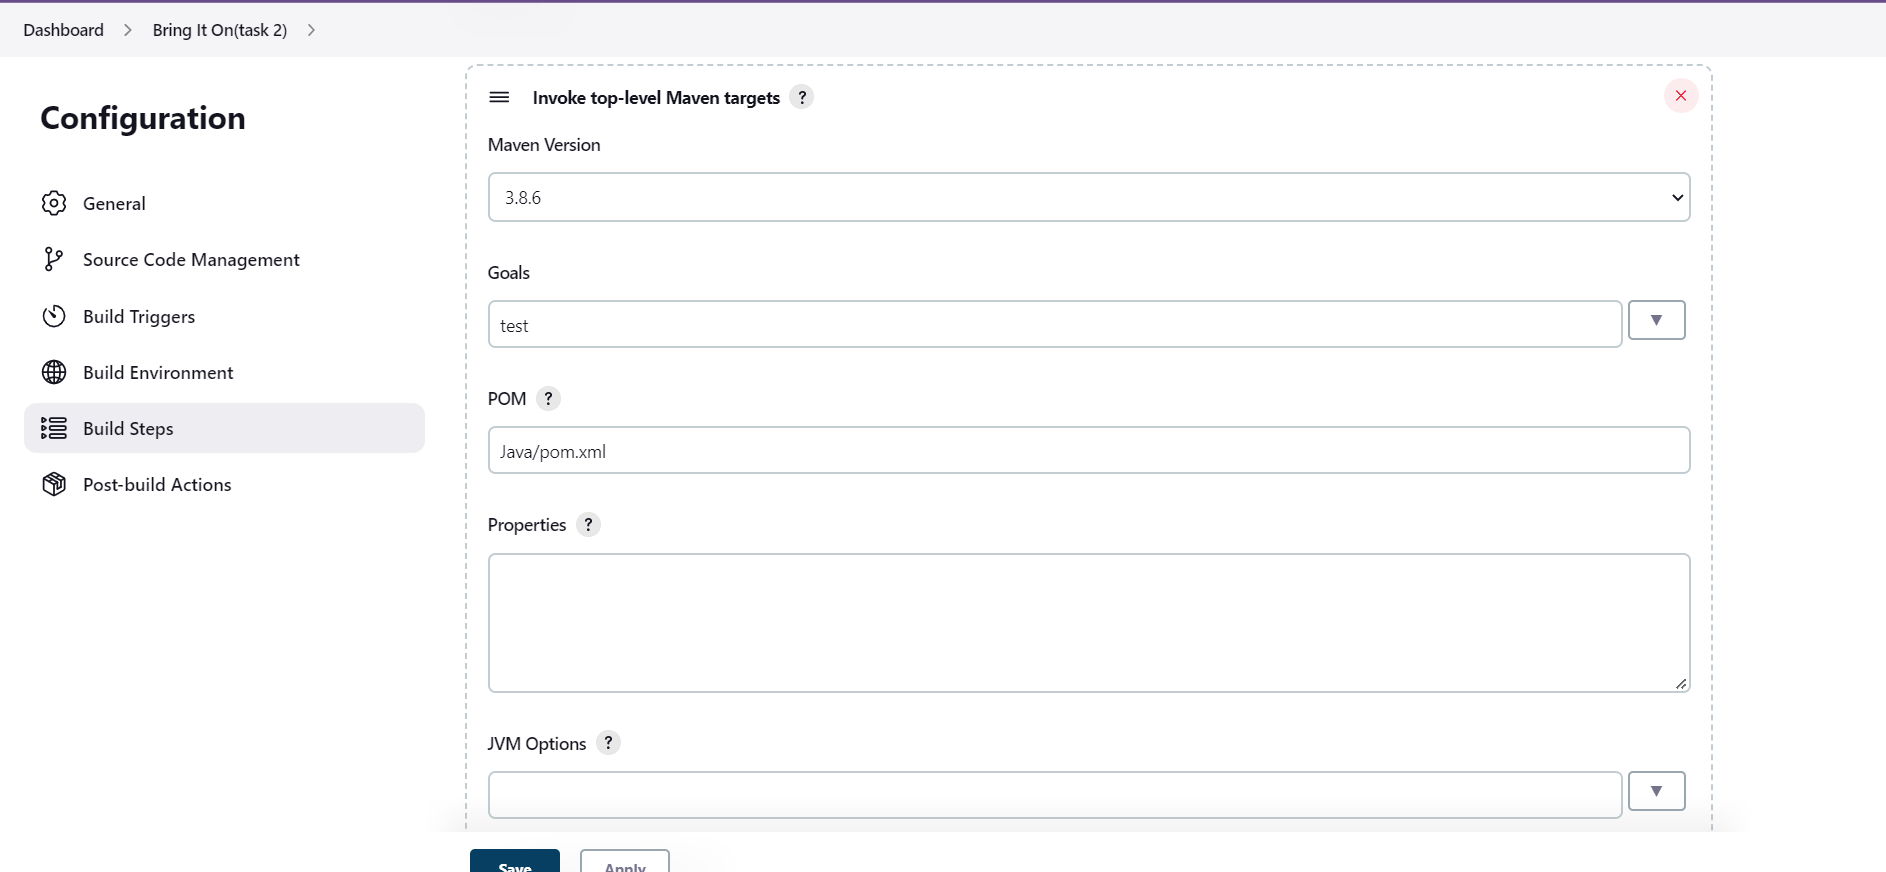 Dashboard > Bring It On(task 2) >
Configuration
General
Source Code Management
Build Triggers
Build Environment
Build Steps
Post-build Actions
Invoke top-level Maven targets ?
Maven Version
3.8.6
Goals
test
POM ?
Java/pom.xml
Properties ?
JVM Options ?
Save Apply